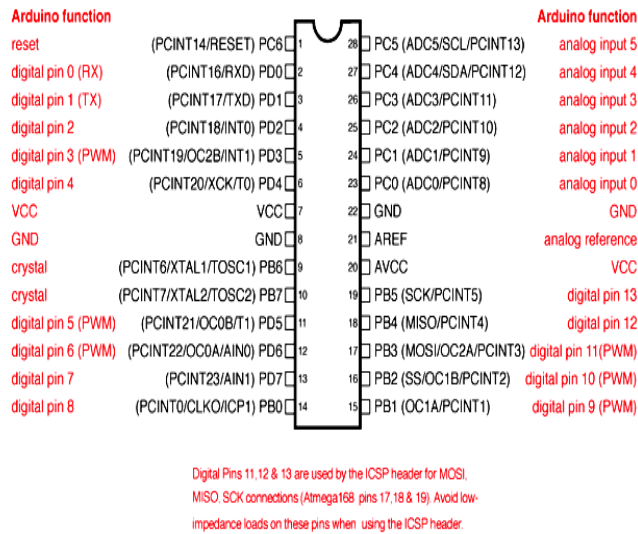 Arduino function Arduino function
reset (PCINT14/RESET) PC6 1 28 PC5 (ADC5/SCL/PCINT13) analog input 5
digital pin 0 (RX) (PCINT16/RXD) PD0 2 27 PC4 (ADC4/SDA/PCINT12) analog input 4
digital pin 1 (TX) (PCINT17/TXD) PD1 3 26 PC3 (ADC3/PCINT11) analog input 3
digital pin 2 (PCINT18/INT0) PD2 4 25 PC2 (ADC2/PCINT10) analog input 2
digital pin 3 (PWM) (PCINT19/OC2B/INT1) PD3 5 24 PC1 (ADC1/PCINT9) analog input 1
digital pin 4 (PCINT20/XCK/T0) PD4 6 23 PC0 (ADC0/PCINT8) analog input 0
VCC VCC 7 22 GND GND
GND GND 8 21 AREF analog reference
crystal (PCINT6/XTAL1/TOSC1) PB6 9 20 AVCC VCC
crystal (PCINT7/XTAL2/TOSC2) PB7 10 19 PB5 (SCK/PCINT5) digital pin 13
digital pin 5 (PWM) (PCINT21/OC0B/T1) PD5 11 18 PB4 (MISO/PCINT4) digital pin 12
digital pin 6 (PWM) (PCINT22/OC0A/AIN0) PD6 12 17 PB3 (MOSI/OC2A/PCINT3) digital pin 11(PWM)
digital pin 7 (PCINT23/AIN1) PD7 13 16 PB2 (SS/OC1B/PCINT2) digital pin 10 (PWM)
digital pin 8 (PCINT0/CLKO/ICP1) PB0 14 15 PB1 (OC1A/PCINT1) digital pin 9 (PWM)
Digital Pins 11,12 & 13 are used by the ICSP header for MOSI,
MISO, SCK connections (Atmega168 pins 17,18 & 19). Avoid low-
impedance loads on these pins when using the ICSP header.